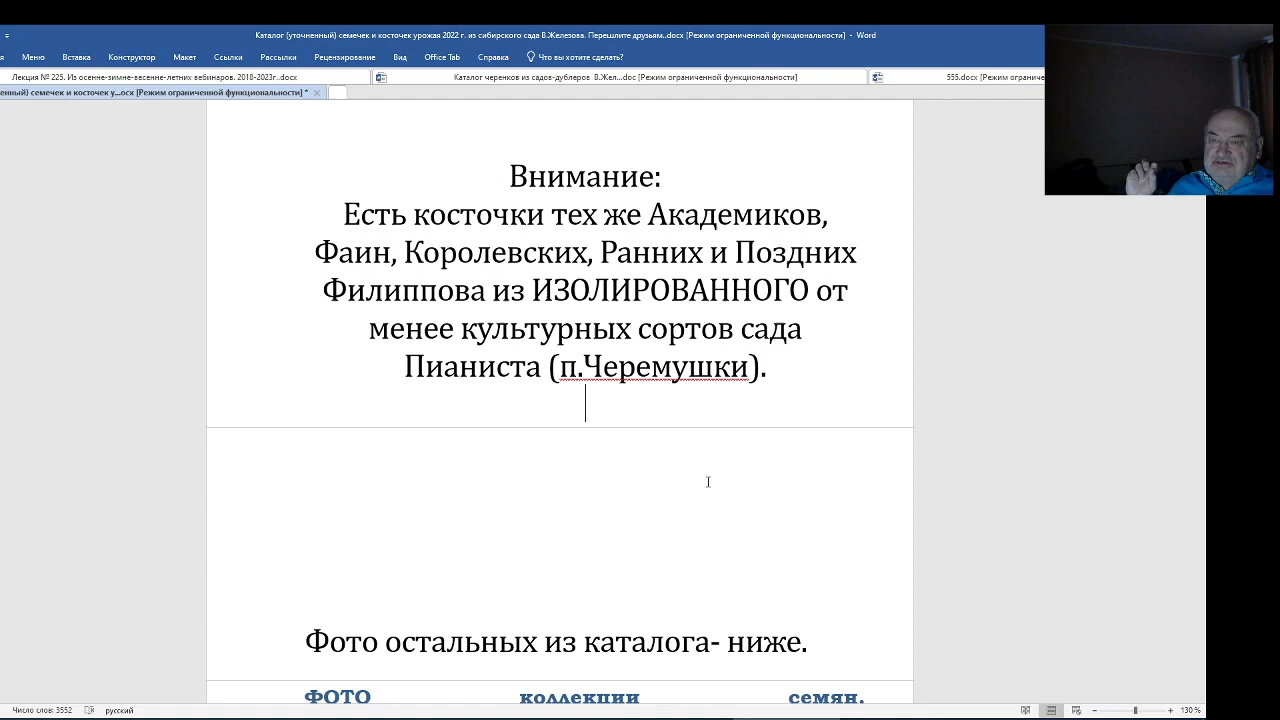 Каталог (уточненный) семечек и косточек урожая 2022 г. из сибирского сада В.Железова. Перешлите друзьям..docx [Режим ограниченной функциональности] - Word
я Меню Вставка Конструктор Макет Ссылки Рассылки Рецензирование Вид Office Tab Справка Что вы хотите сделать?
Лекция № 225. Из осенне-зимне-весенне-летних вебинаров. 2018-2023г..docx Каталог черенков из садов-дублеров В.Жел...doc [Режим ограниченной функциональности] 555.docx [Режим ограниче
енный) семечек и косточек у...осх [Режим ограниченной функциональности] *
Внимание:
Есть косточки тех же Академиков,
Фаин, Королевских, Ранних и Поздних
Филиппова из ИЗОЛИРОВАННОГО от
менее культурных сортов сада
Пианиста (п.Черемушки).
Фото остальных из каталога- ниже.
ФОТО коллекции семян.
Число слов: 3552 русский 130 %